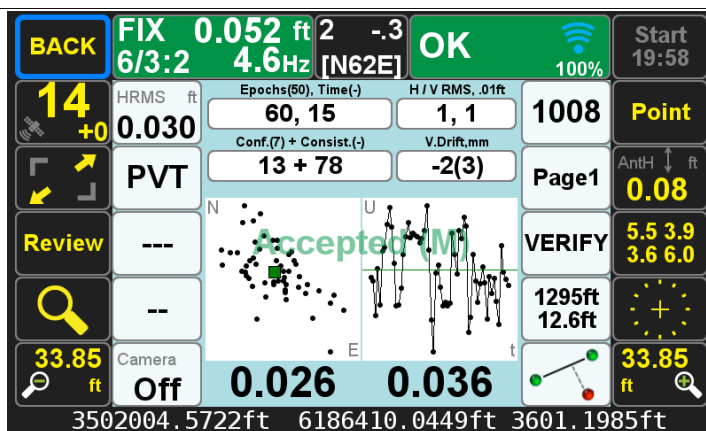 BACK
FIX 0.052 ft
6/3:2 4.6Hz
2 -.3
[N62E]
OK
100%
Start
19:58
14
+0
HRMS ft
0.030
Epochs(50), Time(-)
60, 15
H / V RMS, .01ft
1, 1
1008
Point
Conf.(7) + Consist.(-)
13 + 78
V.Drift,mm
-2(3)
PVT
Page1
AntH ft
0.08
Review
---
N
U
Accepted (M)
VERIFY
5.5 3.9
3.6 6.0
--
1295ft
12.6ft
E
t
33.85
ft
Camera
Off
0.026
0.036
33.85
ft
3502004.5722ft 6186410.0449ft 3601.1985ft